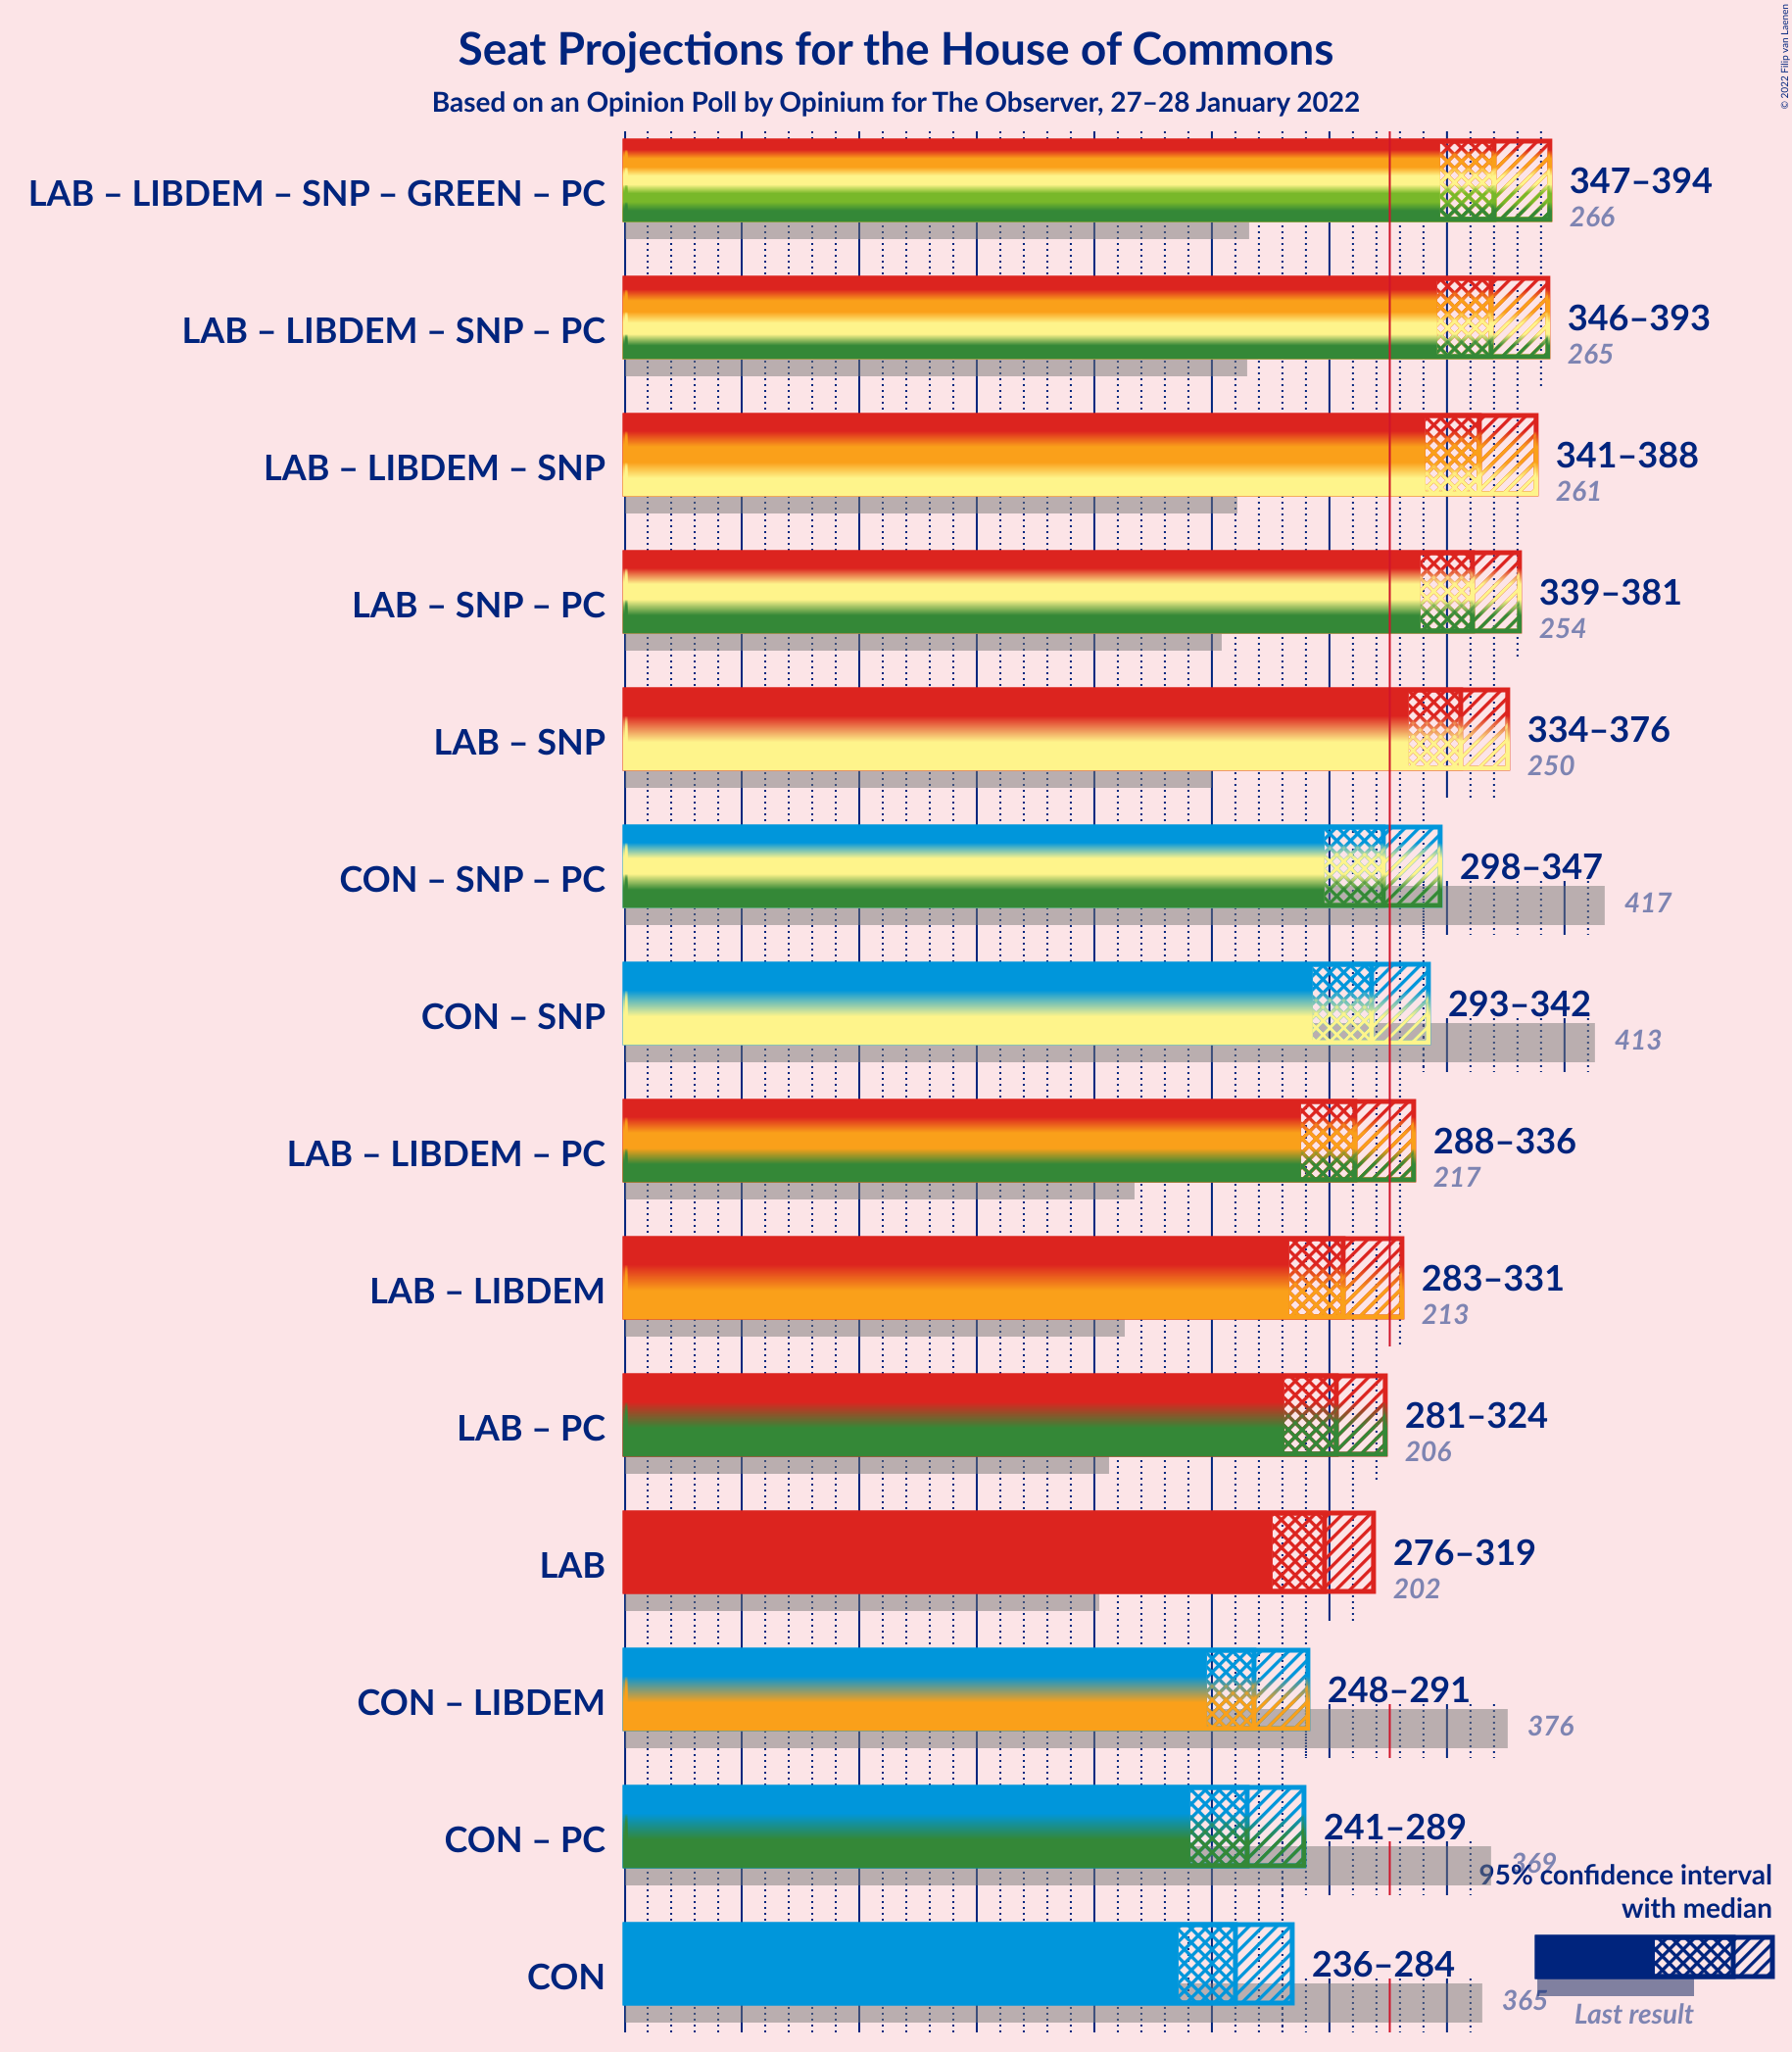 Seat Projections for the House of Commons
Based on an Opinion Poll by Opinium for The Observer, 27–28 January 2022
© 2022 Filip van Laenen
LAB – LIBDEM – SNP – GREEN – PC
347–394
266
LAB – LIBDEM – SNP – PC
346–393
265
LAB – LIBDEM – SNP
341–388
261
LAB – SNP – PC
339–381
254
LAB – SNP
334–376
250
CON – SNP – PC
298–347
417
CON – SNP
293–342
413
LAB – LIBDEM – PC
288–336
217
LAB – LIBDEM
283–331
213
LAB – PC
281–324
206
LAB
276–319
202
CON – LIBDEM
248–291
376
CON – PC
241–289
369
CON
236–284
365
95% confidence interval
with median
Last result